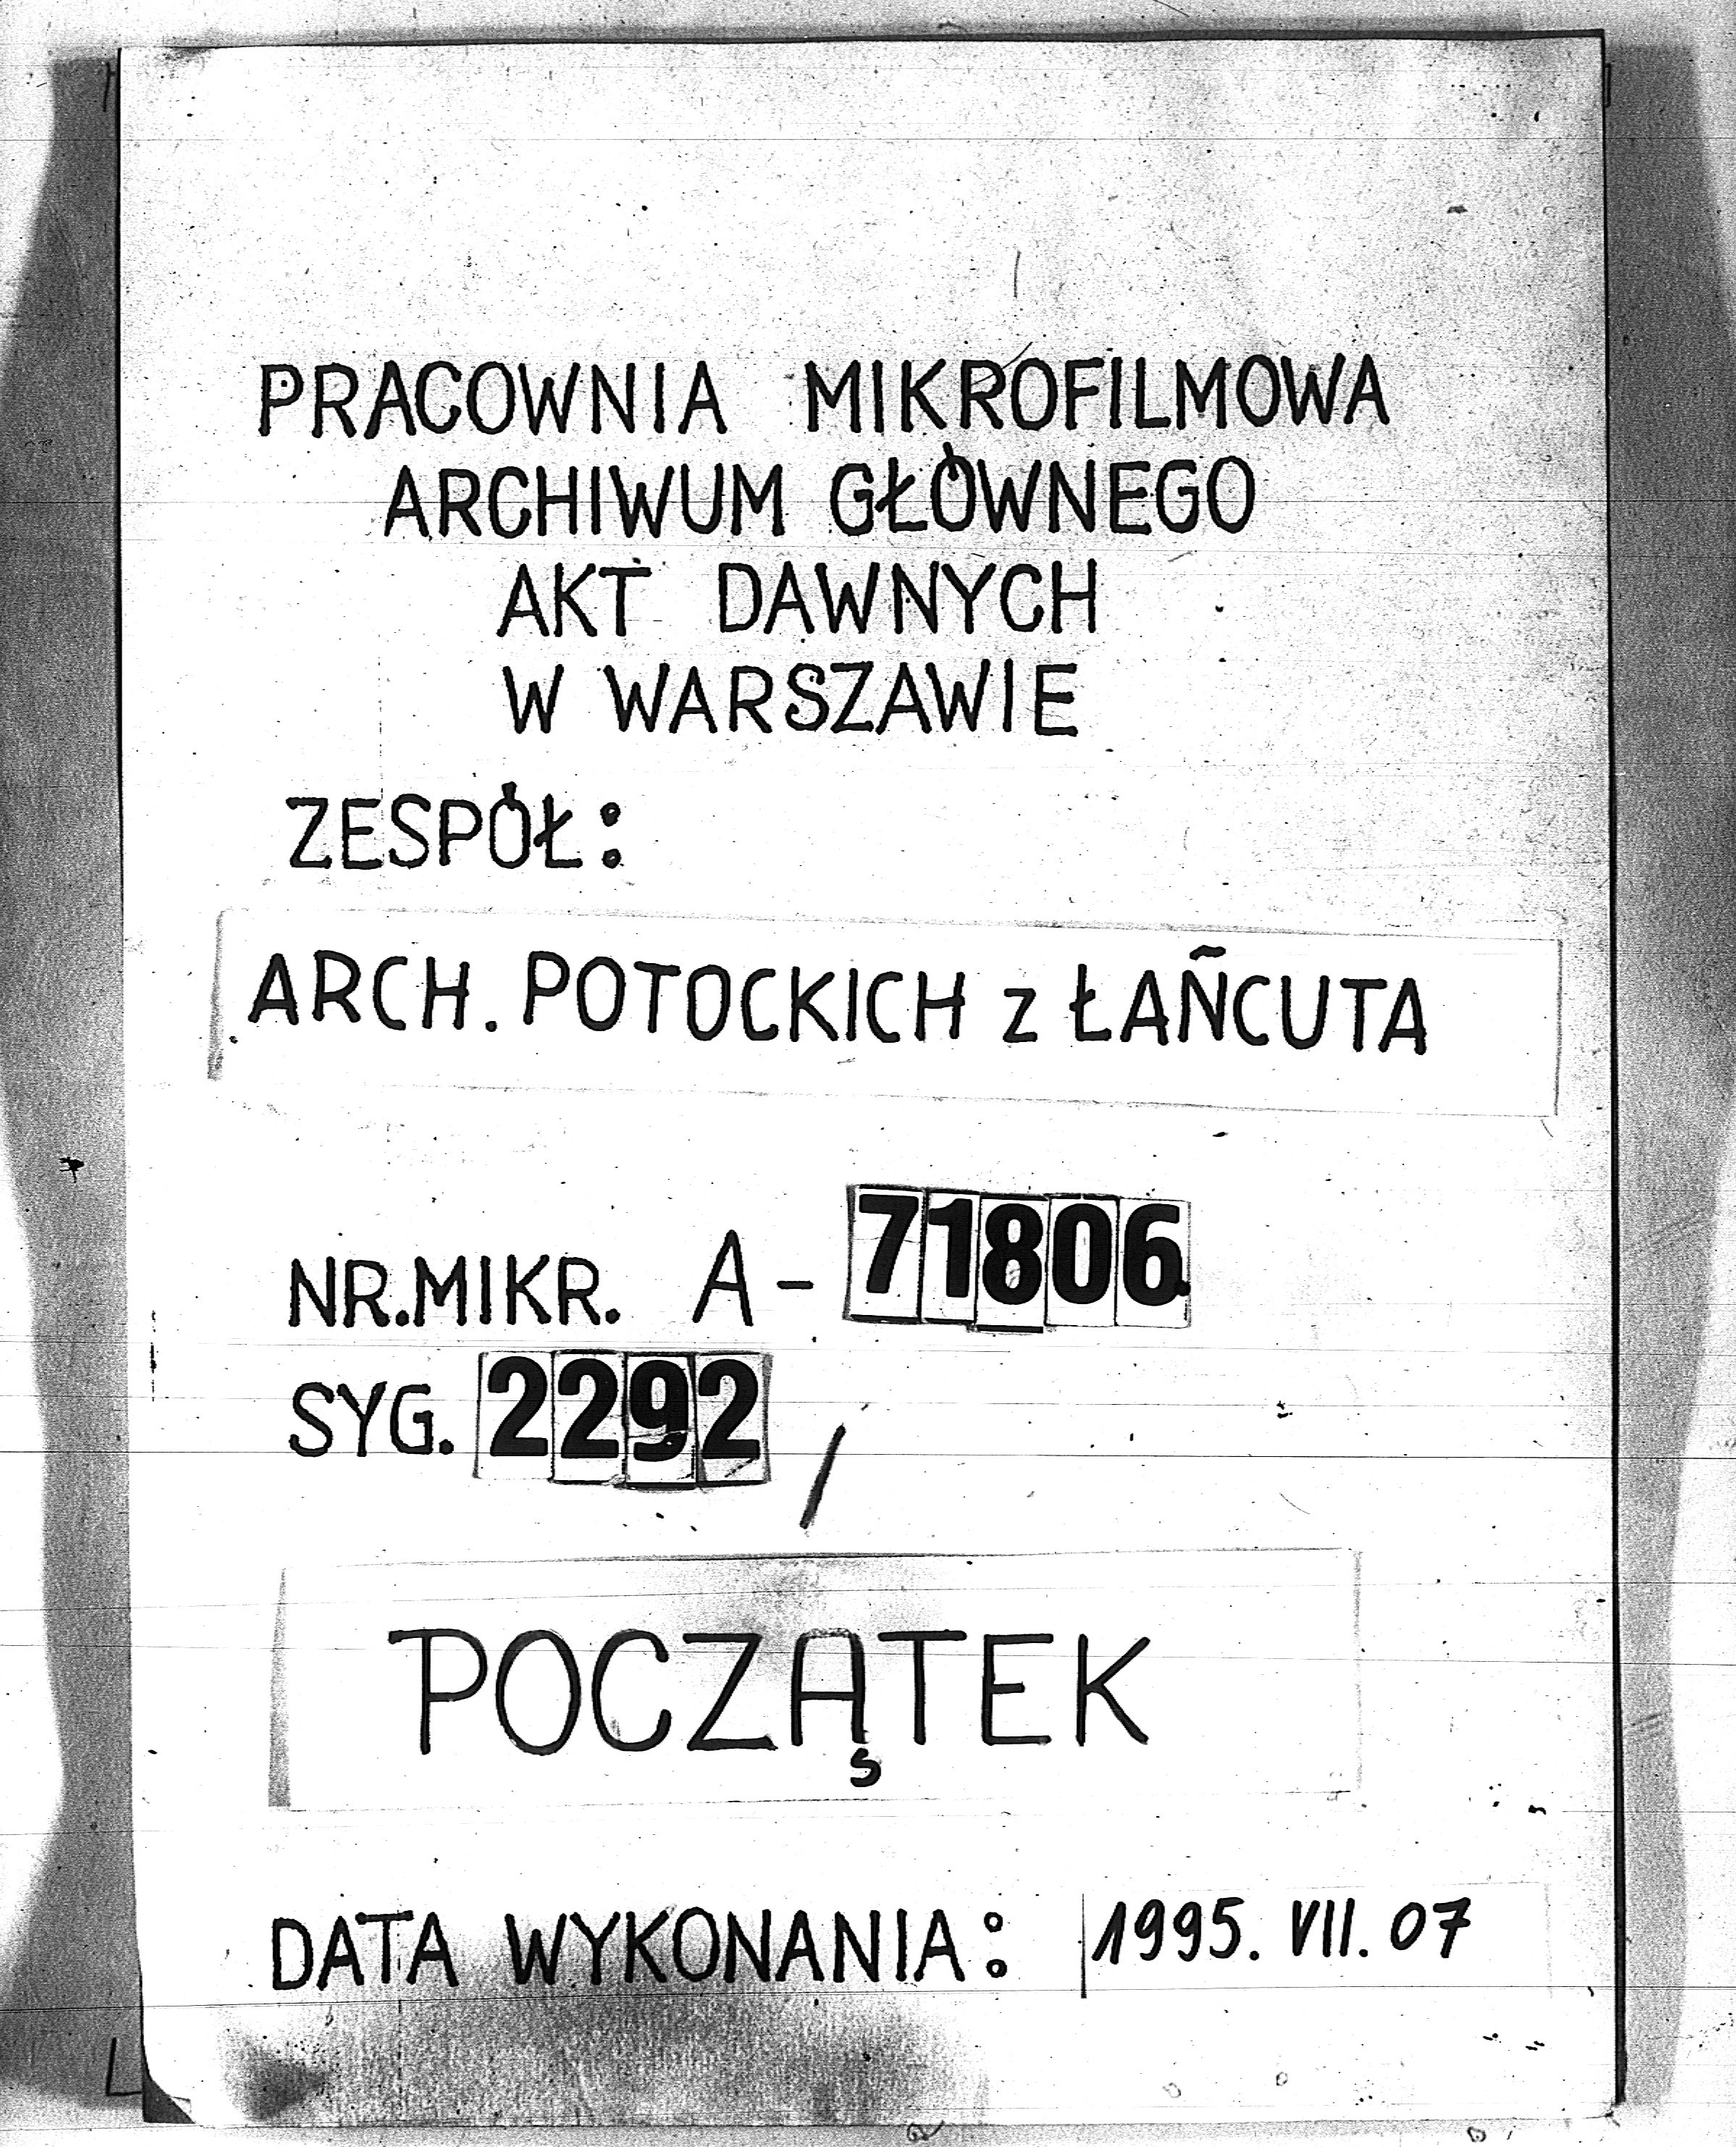 PRACOWNIA MIKROFILMOWA
ARCHIWUM GŁÓWNEGO
AKT DAWNYCH
W WARSZAWIE
ZESPÓŁ:
ARCH. POTOCKICH z ŁAŃCUTA
NR.MIKR. A-71806
SYG. 2292 /
POCZĄTEK
DATA WYKONANIA: 1995. VII. 07